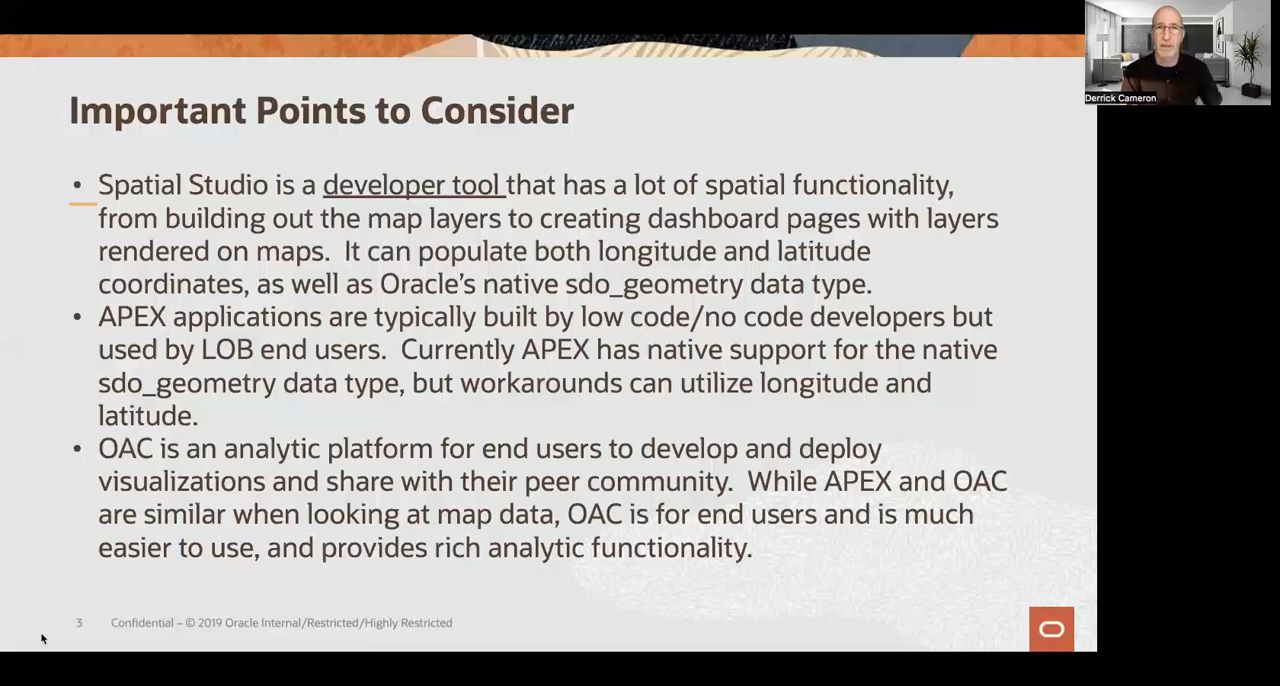 Derrick Cameron
Important Points to Consider
• Spatial Studio is a developer tool that has a lot of spatial functionality,
from building out the map layers to creating dashboard pages with layers
rendered on maps.  It can populate both longitude and latitude
coordinates, as well as Oracle's native sdo_geometry data type.
• APEX applications are typically built by low code/no code developers but
used by LOB end users.  Currently APEX has native support for the native
sdo_geometry data type, but workarounds can utilize longitude and
latitude.
• OAC is an analytic platform for end users to develop and deploy
visualizations and share with their peer community.  While APEX and OAC
are similar when looking at map data, OAC is for end users and is much
easier to use, and provides rich analytic functionality.
3 Confidential – © 2019 Oracle Internal/Restricted/Highly Restricted